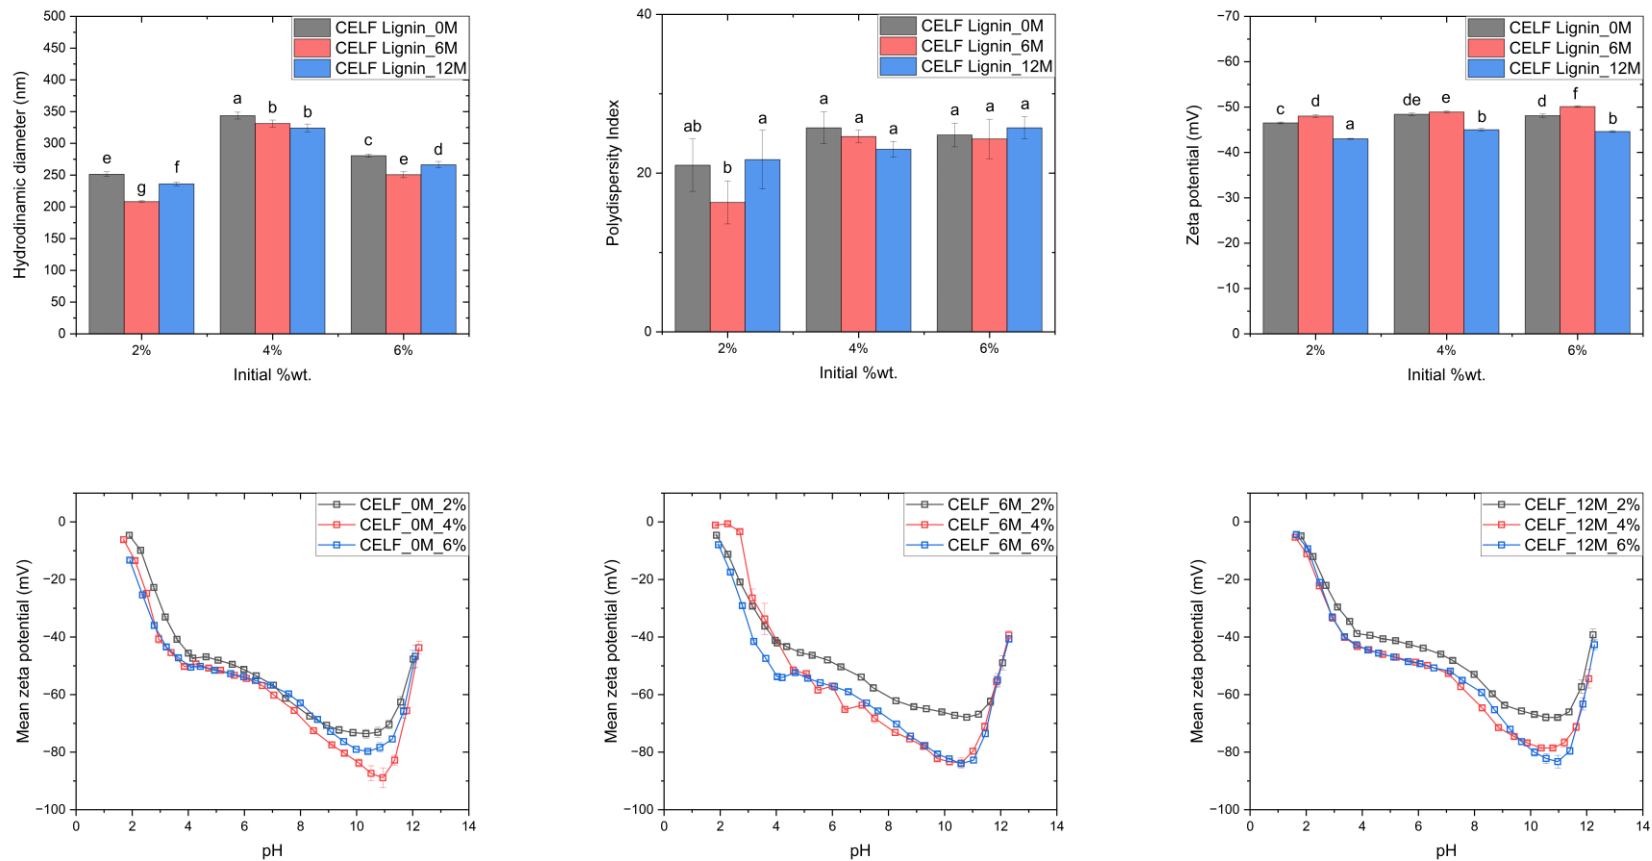 500
450
400
350
300
250
200
150
100
50
0
Hydrodinamic diameter (nm)
CELF Lignin_0M
CELF Lignin_6M
CELF Lignin_12M
e
g
f
a
b
b
c
e
d
2%
4%
6%
Initial %wt.
40
20
0
Polydispersity Index
CELF Lignin_0M
CELF Lignin_6M
CELF Lignin_12M
ab
b
a
a
a
a
a
a
a
2%
4%
6%
Initial %wt.
−70
−60
−50
−40
−30
−20
−10
0
Zeta potential (mV)
CELF Lignin_0M
CELF Lignin_6M
CELF Lignin_12M
c
d
a
de
e
b
d
f
b
2%
4%
6%
Initial %wt.
0
−20
−40
−60
−80
−100
Mean zeta potential (mV)
CELF_0M_2%
CELF_0M_4%
CELF_0M_6%
0 2 4 6 8 10 12 14
pH
0
−20
−40
−60
−80
−100
Mean zeta potential (mV)
CELF_6M_2%
CELF_6M_4%
CELF_6M_6%
0 2 4 6 8 10 12 14
pH
0
−20
−40
−60
−80
−100
Mean zeta potential (mV)
CELF_12M_2%
CELF_12M_4%
CELF_12M_6%
0 2 4 6 8 10 12 14
pH